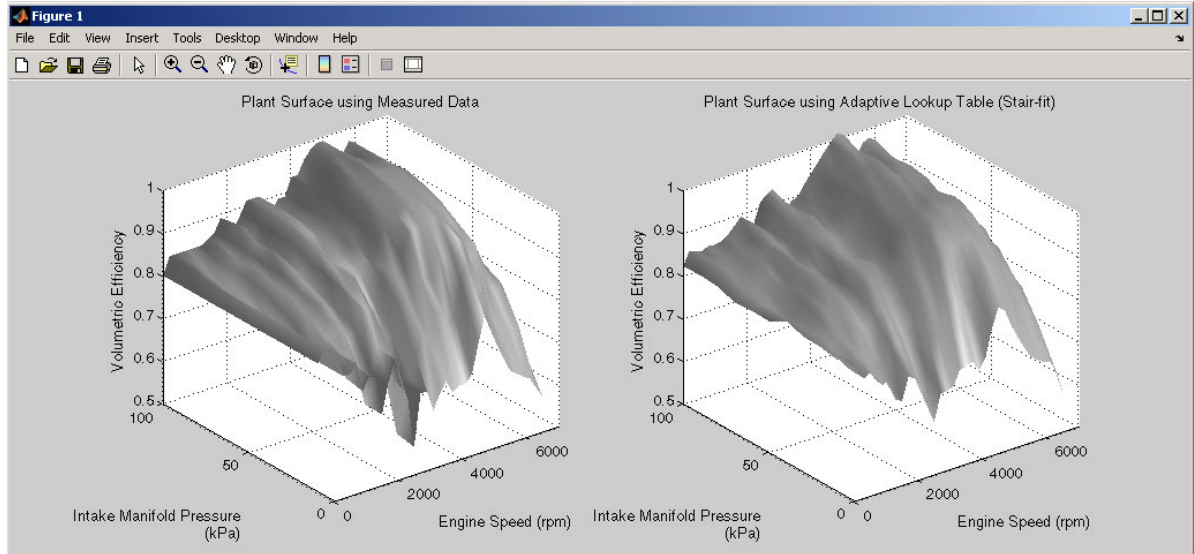 Figure 1
File Edit View Insert Tools Desktop Window Help
Plant Surface using Measured Data
1
0.9
0.8
0.7
0.6
0.5
Volumetric Efficiency
100
50
0
Intake Manifold Pressure
(kPa)
0
2000
4000
6000
Engine Speed (rpm)
Plant Surface using Adaptive Lookup Table (Stair-fit)
1
0.9
0.8
0.7
0.6
0.5
Volumetric Efficiency
100
50
0
Intake Manifold Pressure
(kPa)
0
2000
4000
6000
Engine Speed (rpm)